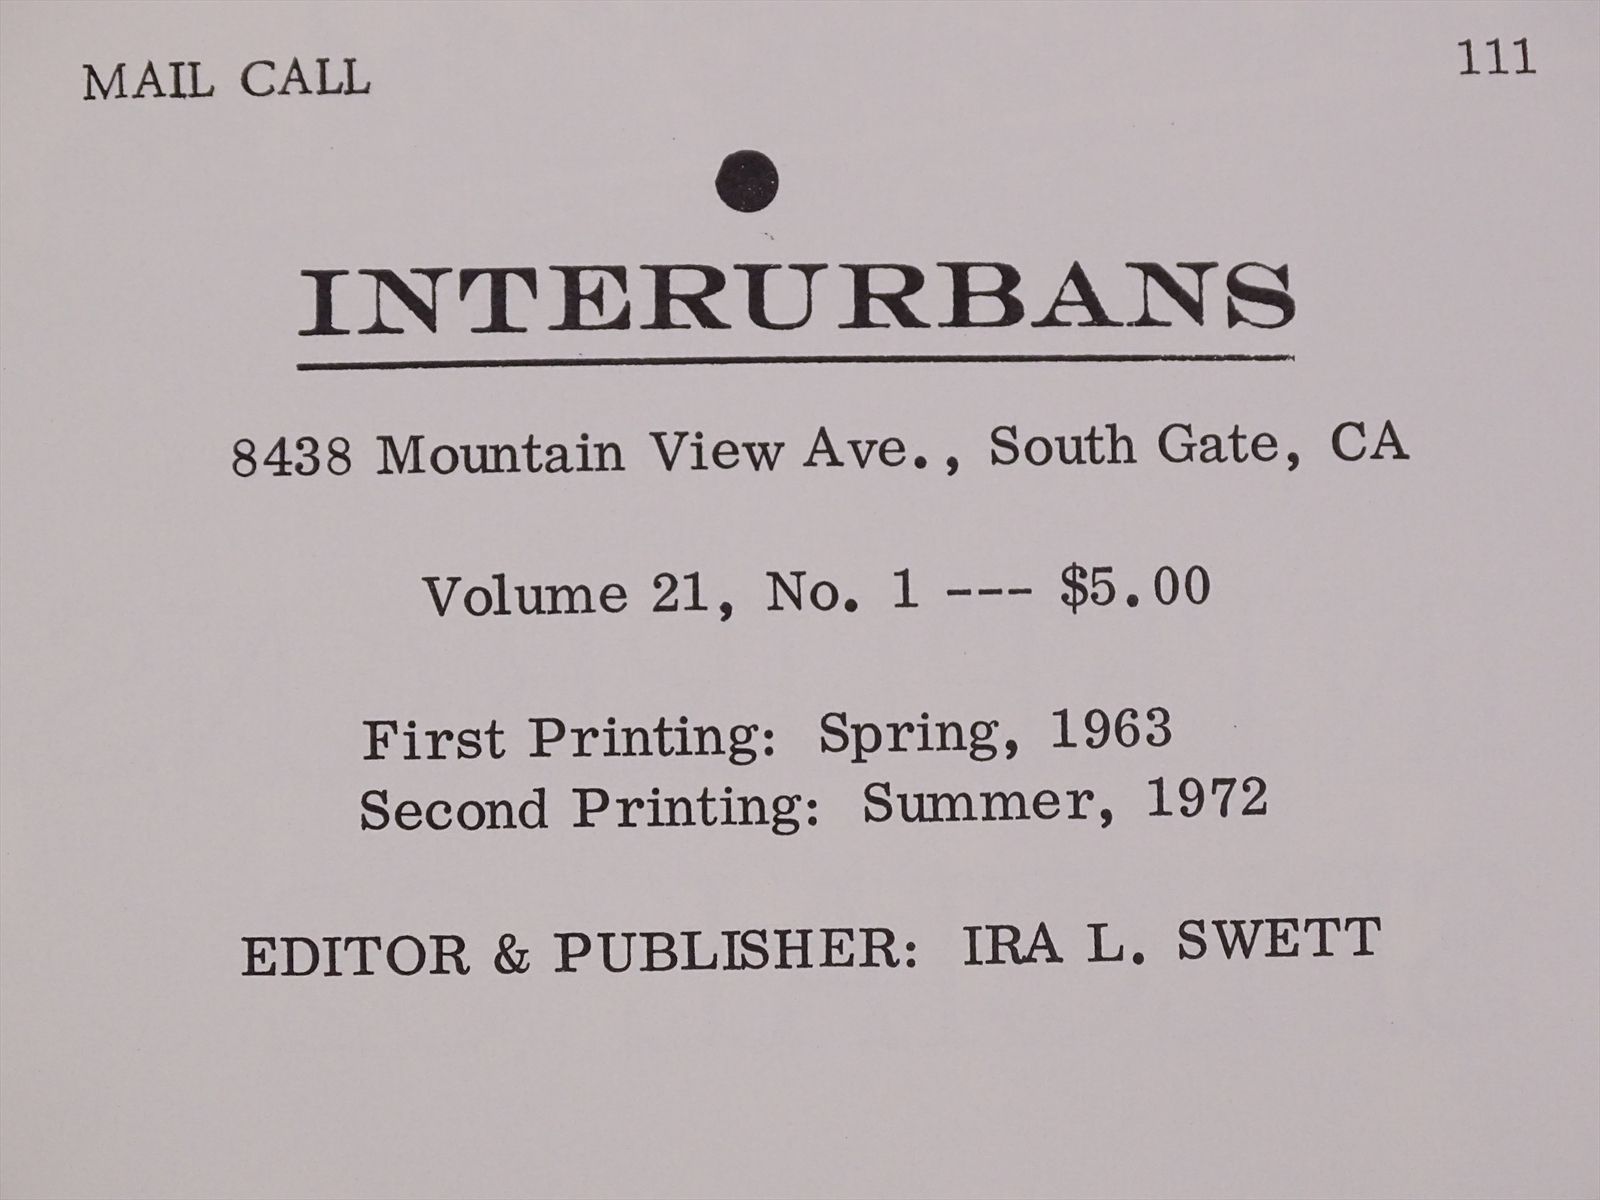 MAIL CALL 111
INTERURBANS
8438 Mountain View Ave., South Gate, CA
Volume 21, No. 1 --- $5.00
First Printing: Spring, 1963
Second Printing: Summer, 1972
EDITOR & PUBLISHER: IRA L. SWETT